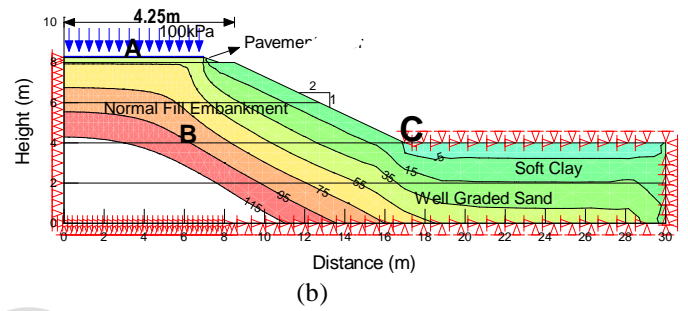 4.25m
10
100kPa
A
Pavement
8
2
1
6
Normal Fill Embankment
C
B
Height (m)
4
-5
15
Soft Clay
35
55
75
95
115
2
Well Graded Sand
0
0 2 4 6 8 10 12 14 16 18 20 22 24 26 28 30
Distance (m)
(b)